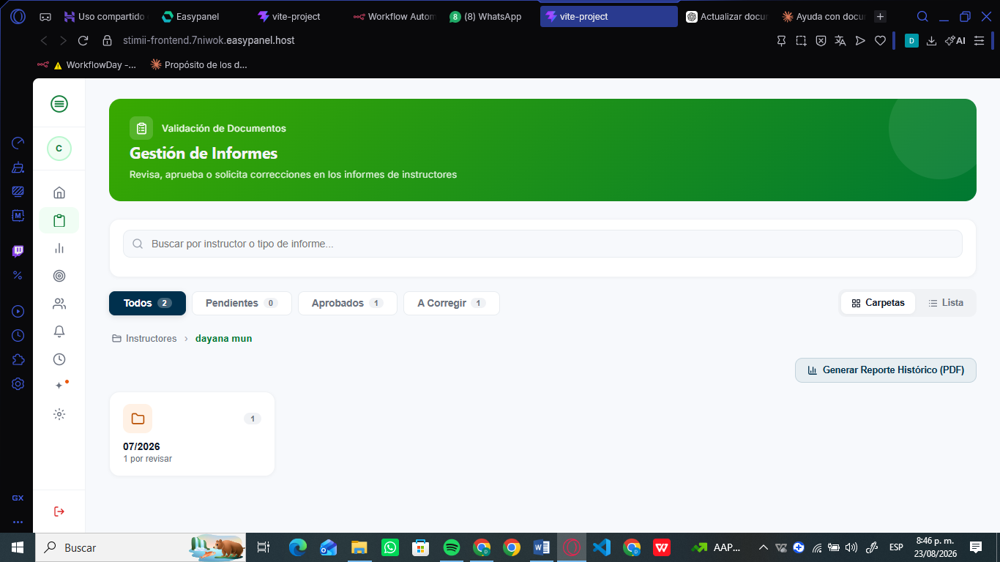 Uso compartido
Easypanel
vite-project
Workflow Autom
8 (8) WhatsApp
vite-project
Actualizar docu
Ayuda con docu
stimii-frontend.7niwok.easypanel.host
D
AI
WorkflowDay -...
Propósito de los d...
C
Validación de Documentos
Gestión de Informes
Revisa, aprueba o solicita correcciones en los informes de instructores
Buscar por instructor o tipo de informe...
Todos 2
Pendientes 0
Aprobados 1
A Corregir 1
Carpetas
Lista
Instructores › dayana mun
Generar Reporte Histórico (PDF)
1
07/2026
1 por revisar
M
GX
Buscar
AAP...
ESP
8:46 p. m.
23/08/2026